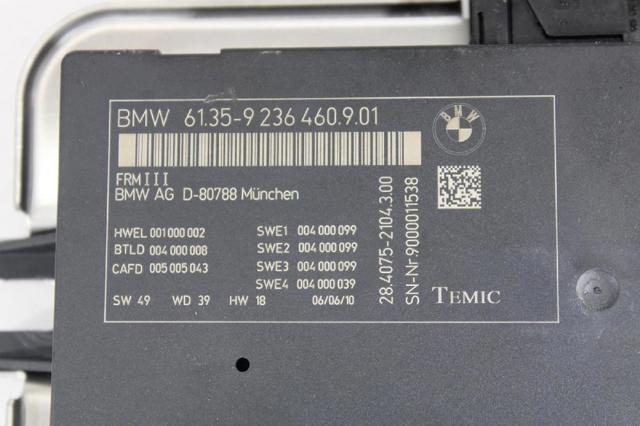 BMW 61.35-9 236 460.9.01
BMW
FRMIII
BMW AG D-80788 München
HWEL 001 000 002
BTLD 004 000 008
CAFD 005 005 043
SWE1 004 000 099
SWE2 004 000 099
SWE3 004 000 099
SWE4 004 000 039
SW 49 WD 39 HW 18 06/06/10
28.4075-2104.3.00
SN-Nr.9000011538
TEMIC